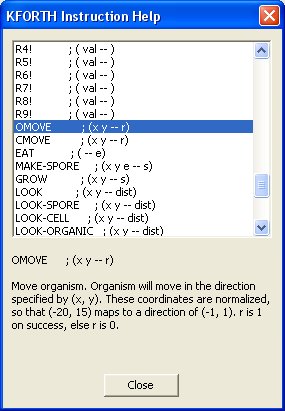 KFORTH Instruction Help
R4! ; ( val -- )
R5! ; ( val -- )
R6! ; ( val -- )
R7! ; ( val -- )
R8! ; ( val -- )
R9! ; ( val -- )
OMOVE ; (x y -- r)
CMOVE ; (x y -- r)
EAT ; ( -- e)
MAKE-SPORE ; (x y e -- s)
GROW ; (x y -- s)
LOOK ; (x y -- dist)
LOOK-SPORE ; (x y -- dist)
LOOK-CELL ; (x y -- dist)
LOOK-ORGANIC ; (x y -- dist)
OMOVE ; (x y -- r)
Move organism. Organism will move in the direction
specified by (x, y). These coordinates are normalized,
so that (-20, 15) maps to a direction of (-1, 1). r is 1
on success, else r is 0.
Close